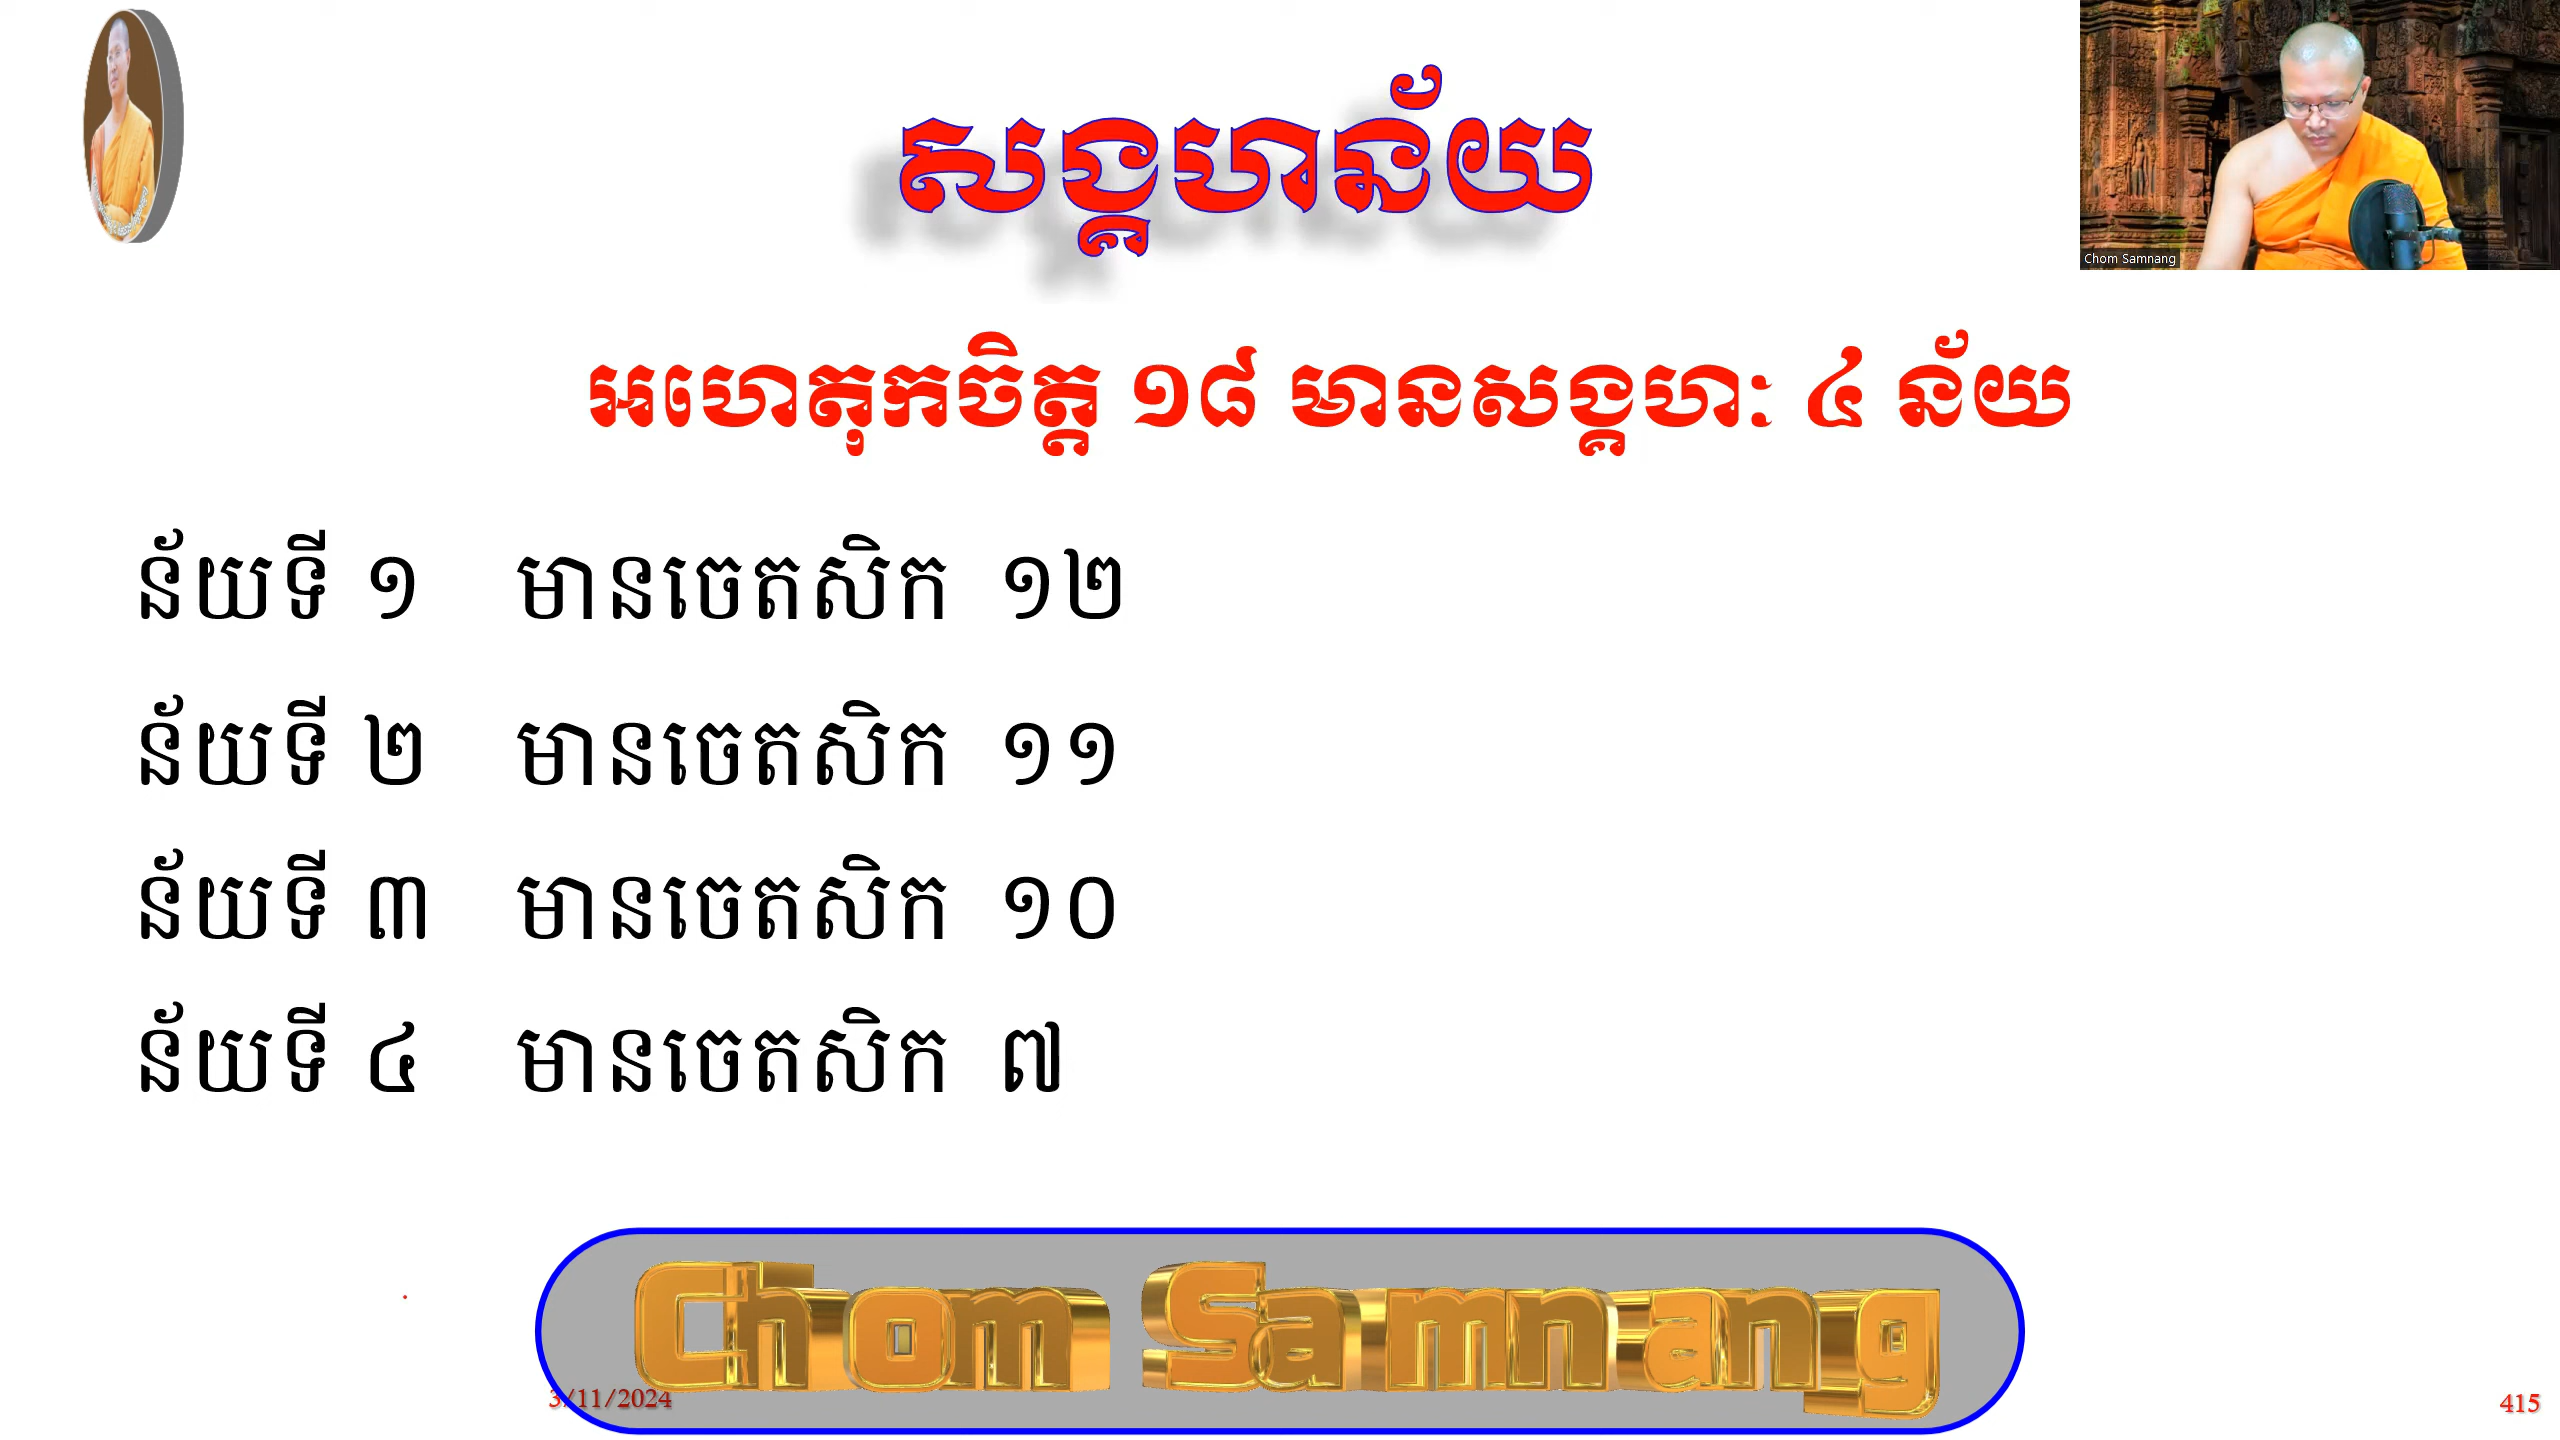 សង្គហន័យ
Chom Samnang
អហេតុកចិត្ត ១៨ មានសង្គហៈ ៤ ន័យ
ន័យទី ១ មានចេតសិក ១២
ន័យទី ២ មានចេតសិក ១១
ន័យទី ៣ មានចេតសិក ១០
ន័យទី ៤ មានចេតសិក ៧
Chom Samnang
3/11/2024
415